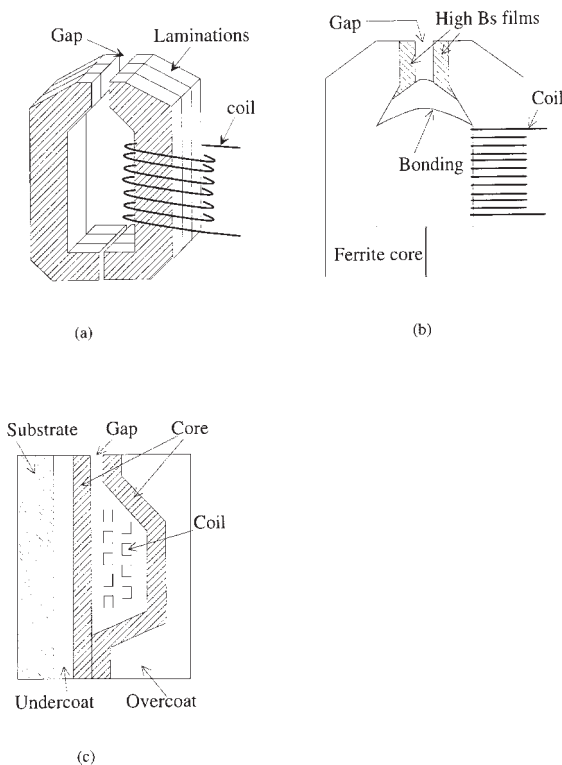 Gap
Laminations
coil
(a)
Gap
High Bs films
Coil
Bonding
Ferrite core
(b)
Substrate
Gap
Core
Coil
Undercoat
Overcoat
(c)